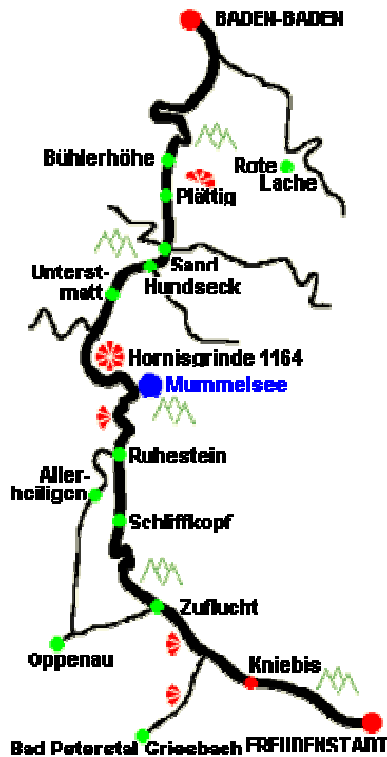 BADEN-BADEN
Bühlerhöhe
Rote
Lache
Plättig
Sand
Hundseck
Unterst-
matt
Hornisgrinde 1164
Mummelsee
Ruhestein
Aller-
heiligen
Schliffkopf
Zuflucht
Oppenau
Kniebis
Bad Peterstal Griesbach
FREUDENSTADT